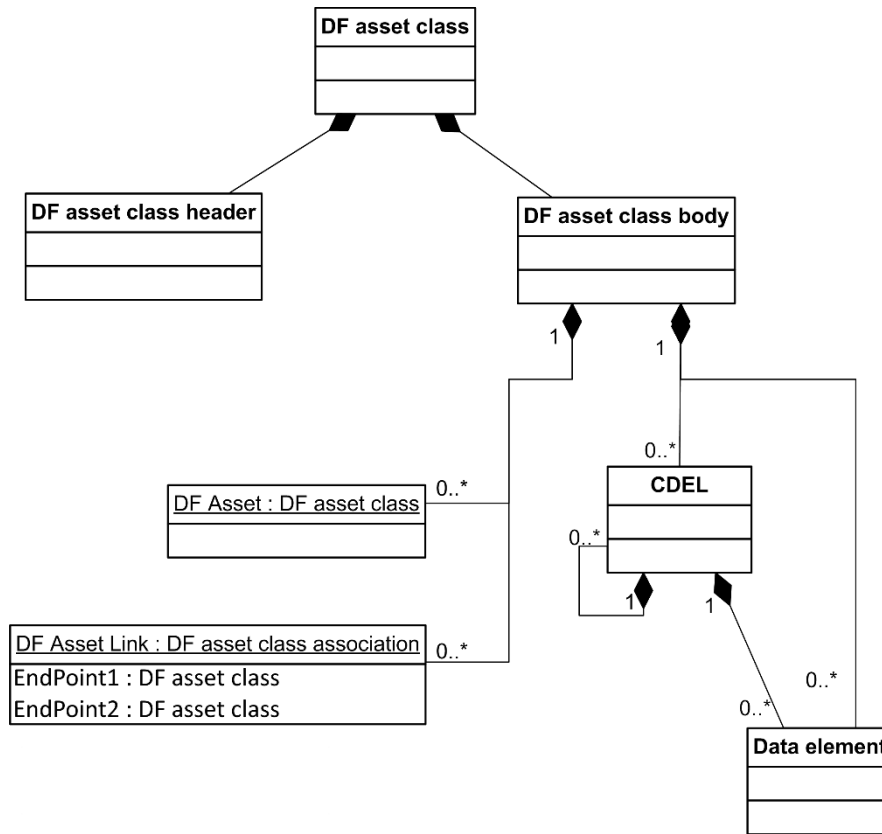 DF asset class
DF asset class header
DF asset class body
1
1
0..*
0..*
DF Asset : DF asset class
CDEL
0..*
1
1
DF Asset Link : DF asset class association
0..*
EndPoint1 : DF asset class
EndPoint2 : DF asset class
0..*
0..*
Data element